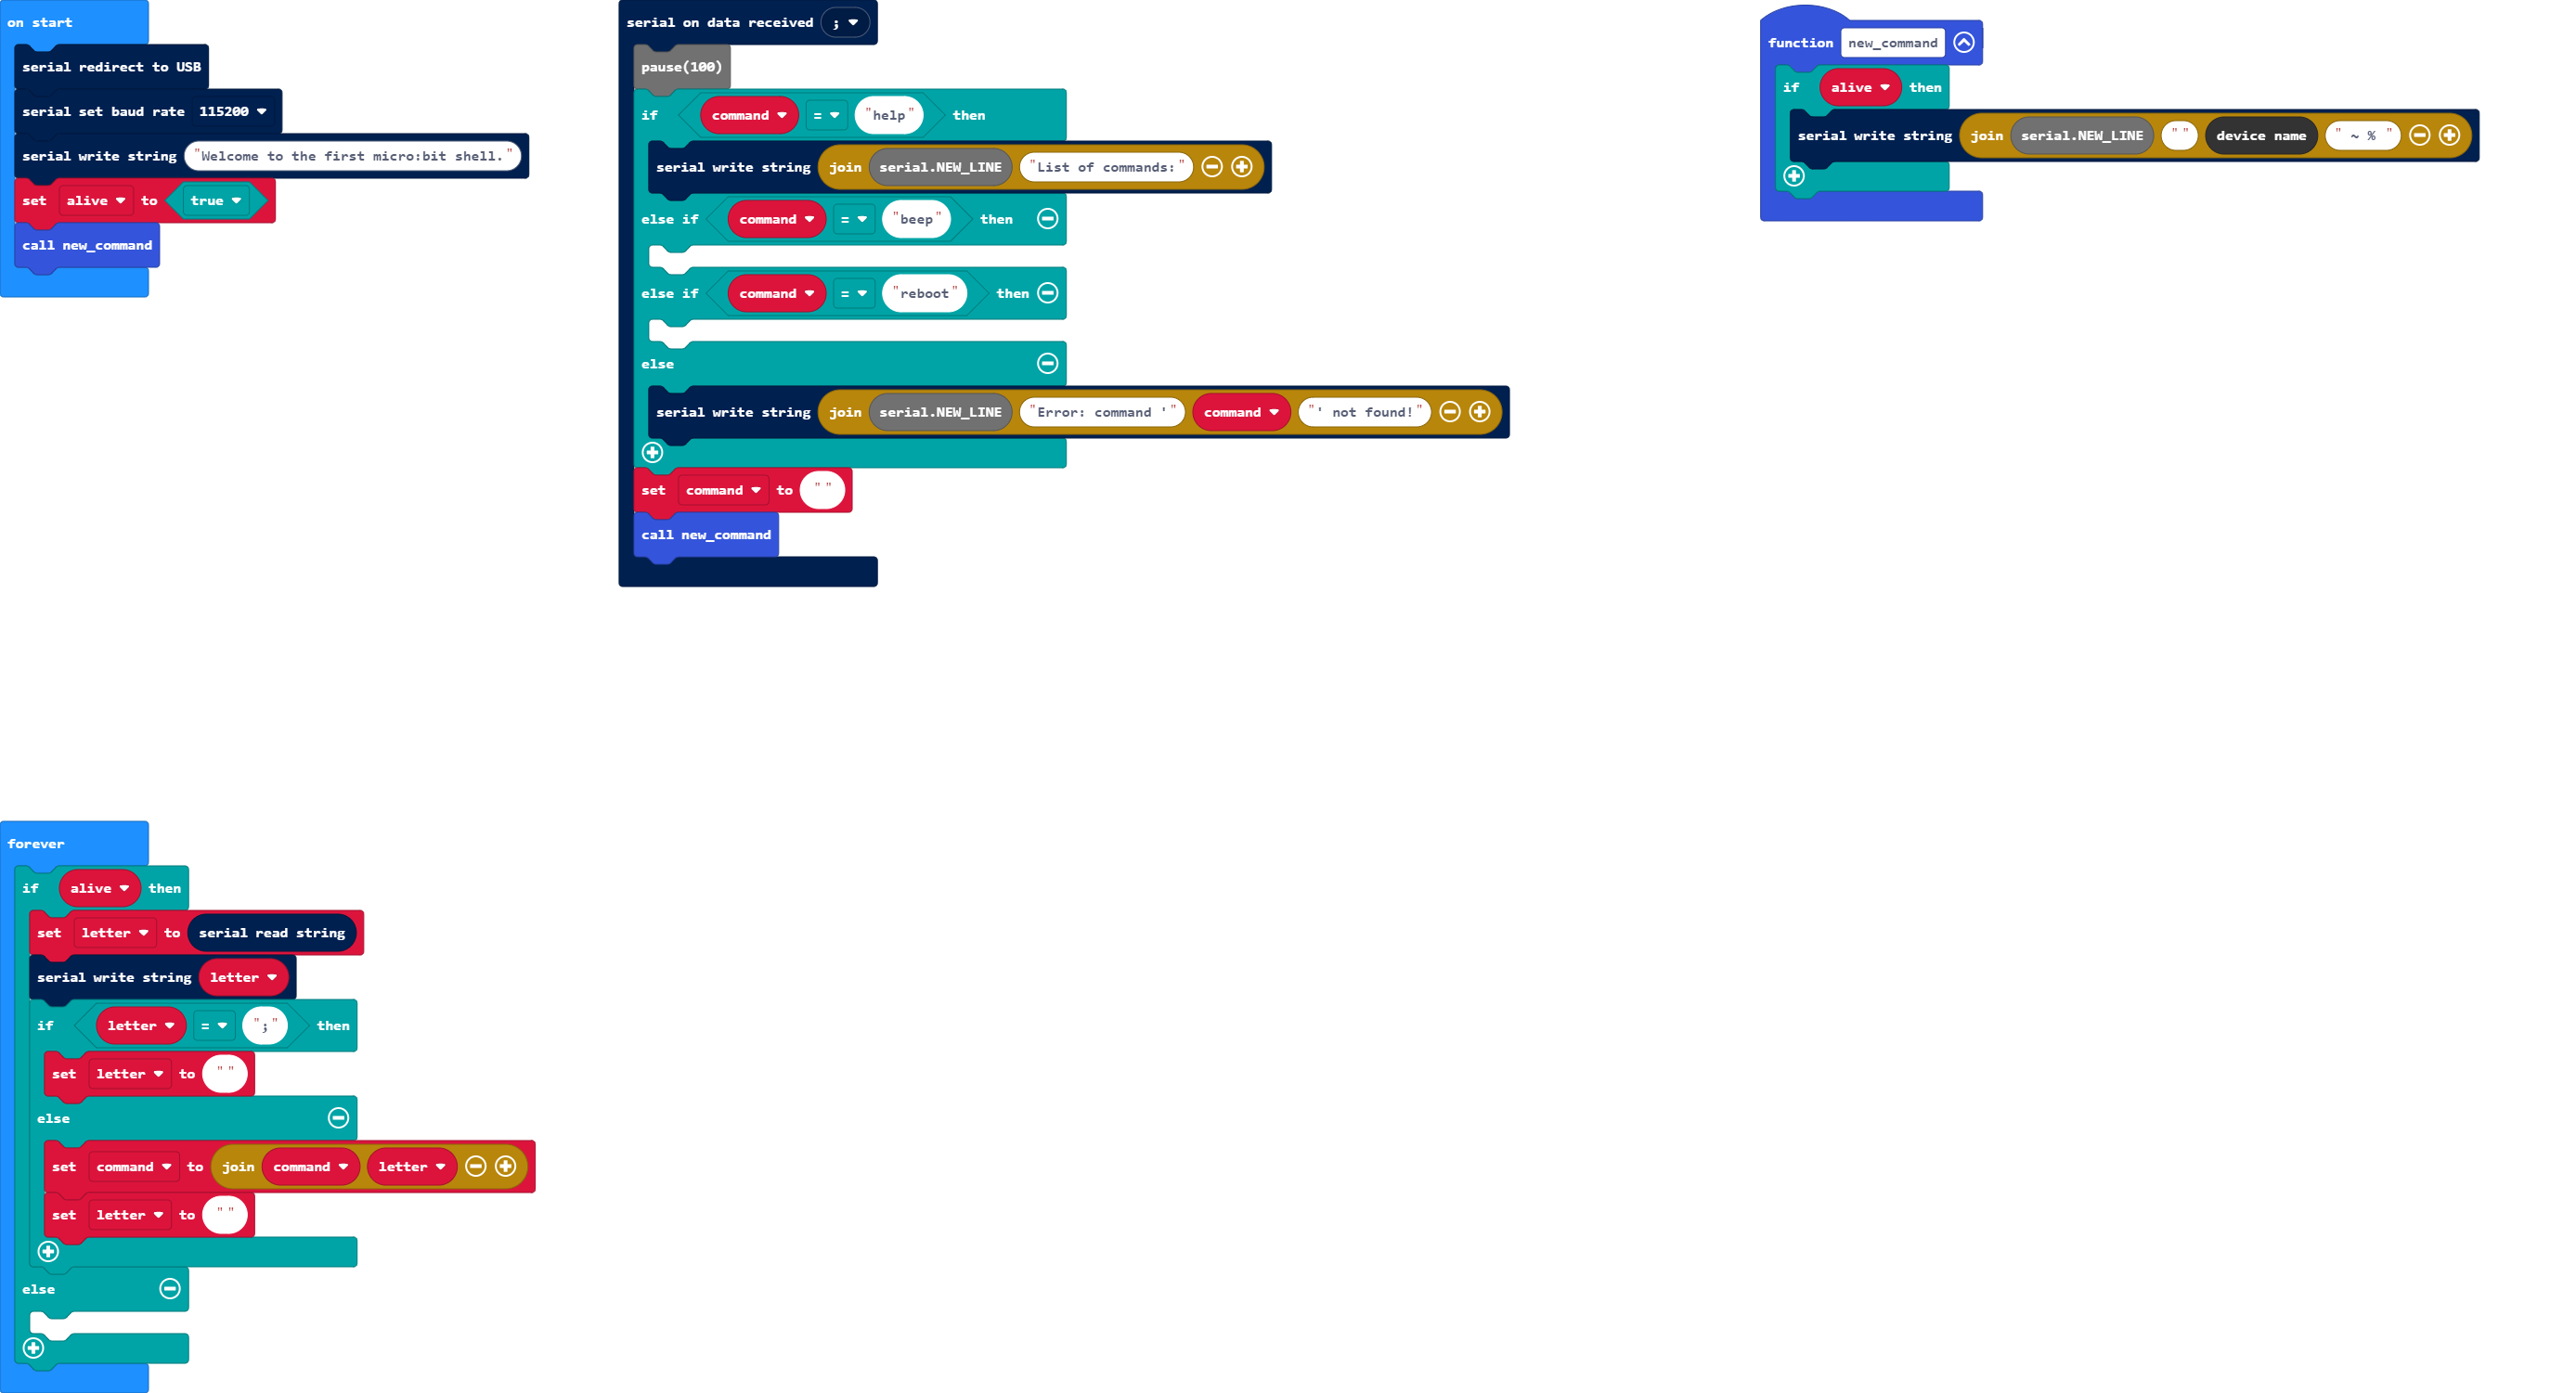 on start
serial redirect to USB
serial set baud rate 115200
serial write string "Welcome to the first micro:bit shell."
set alive to true
call new_command
serial on data received ;
pause(100)
if command = "help" then
serial write string join serial.NEW_LINE "List of commands:"
else if command = "beep" then
else if command = "reboot" then
else
serial write string join serial.NEW_LINE "Error: command '" command "' not found!"
set command to ""
call new_command
function new_command
if alive then
serial write string join serial.NEW_LINE "" device name " ~ % "
forever
if alive then
set letter to serial read string
serial write string letter
if letter = ";" then
set letter to ""
else
set command to join command letter
set letter to ""
else